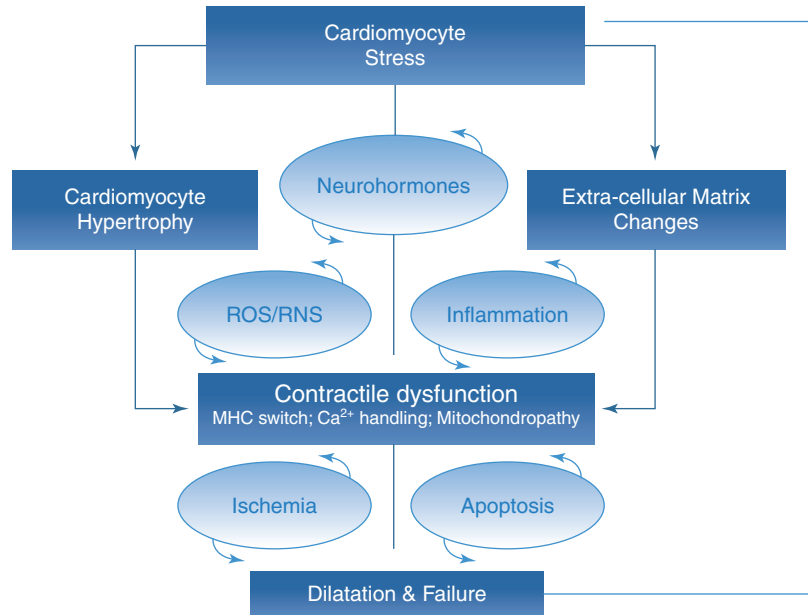 Cardiomyocyte
Stress
Neurohormones
Cardiomyocyte
Hypertrophy
Extra-cellular Matrix
Changes
ROS/RNS
Inflammation
Contractile dysfunction
MHC switch; Ca²⁺ handling; Mitochondropathy
Ischemia
Apoptosis
Dilatation & Failure